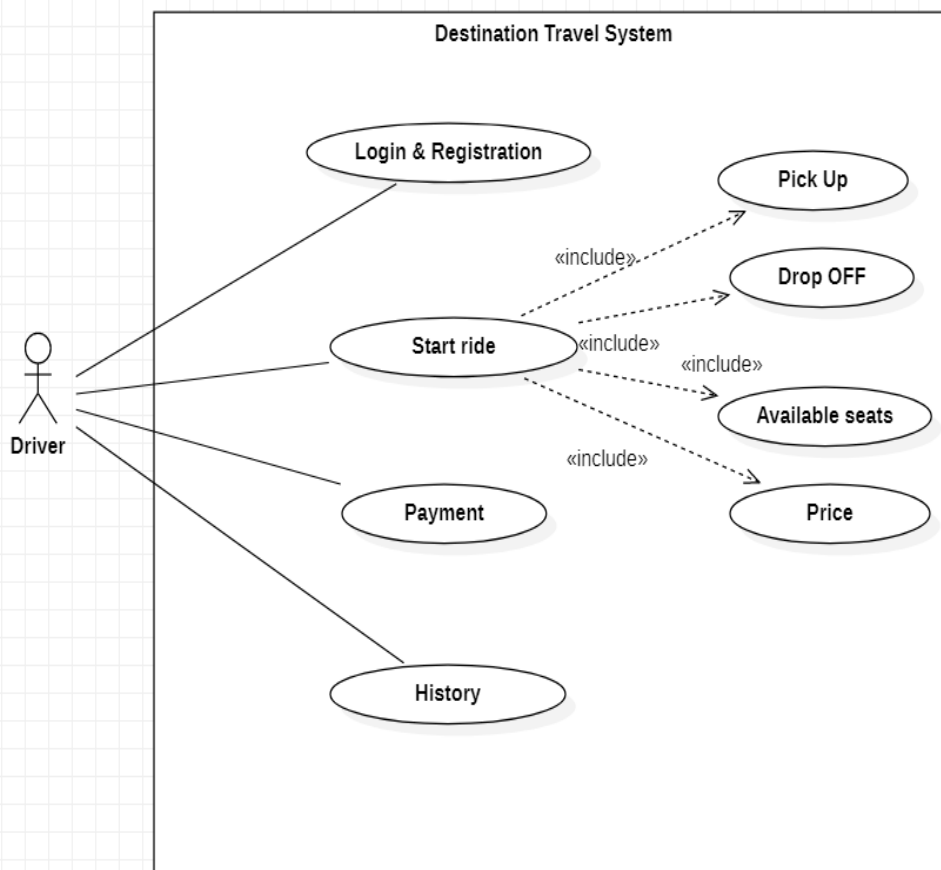 Destination Travel System
Login & Registration
Pick Up
«include»
Drop OFF
Start ride
«include»
«include»
Driver
Available seats
«include»
Payment
Price
History